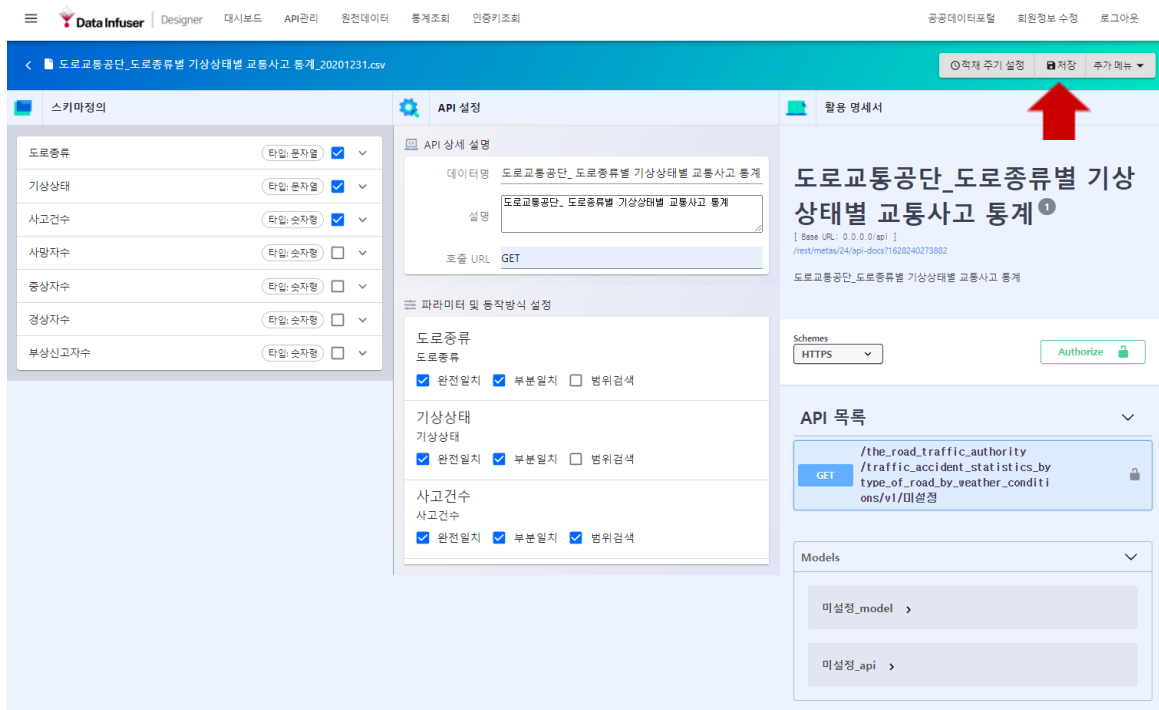 Data Infuser Designer 대시보드 API관리 원천데이터 통계조회 인증키조회 공공데이터포털 회원정보 수정 로그아웃
도로교통공단_도로종류별 기상상태별 교통사고 통계_20201231.csv 적재 주기 설정 저장 추가 메뉴
스키마정의
도로종류 타입: 문자열
기상상태 타입: 문자열
사고건수 타입: 숫자형
사망자수 타입: 숫자형
중상자수 타입: 숫자형
경상자수 타입: 숫자형
부상신고자수 타입: 숫자형
API 설정
API 상세 설명
데이터명 도로교통공단_ 도로종류별 기상상태별 교통사고 통계
설명 도로교통공단_ 도로종류별 기상상태별 교통사고 통계
호출 URL GET
파라미터 및 동작방식 설정
도로종류
도로종류
완전일치 부분일치 범위검색
기상상태
기상상태
완전일치 부분일치 범위검색
사고건수
사고건수
완전일치 부분일치 범위검색
활용 명세서
도로교통공단_도로종류별 기상
상태별 교통사고 통계 1
[ Base URL: 0.0.0.0/api ]
/rest/metas/24/api-docs?1628240273882
도로교통공단_도로종류별 기상상태별 교통사고 통계
Schemes
HTTPS Authorize
API 목록
/the_road_traffic_authority
GET /traffic_accident_statistics_by
type_of_road_by_weather_conditi
ons/v1/미설정
Models
미설정_model
미설정_api